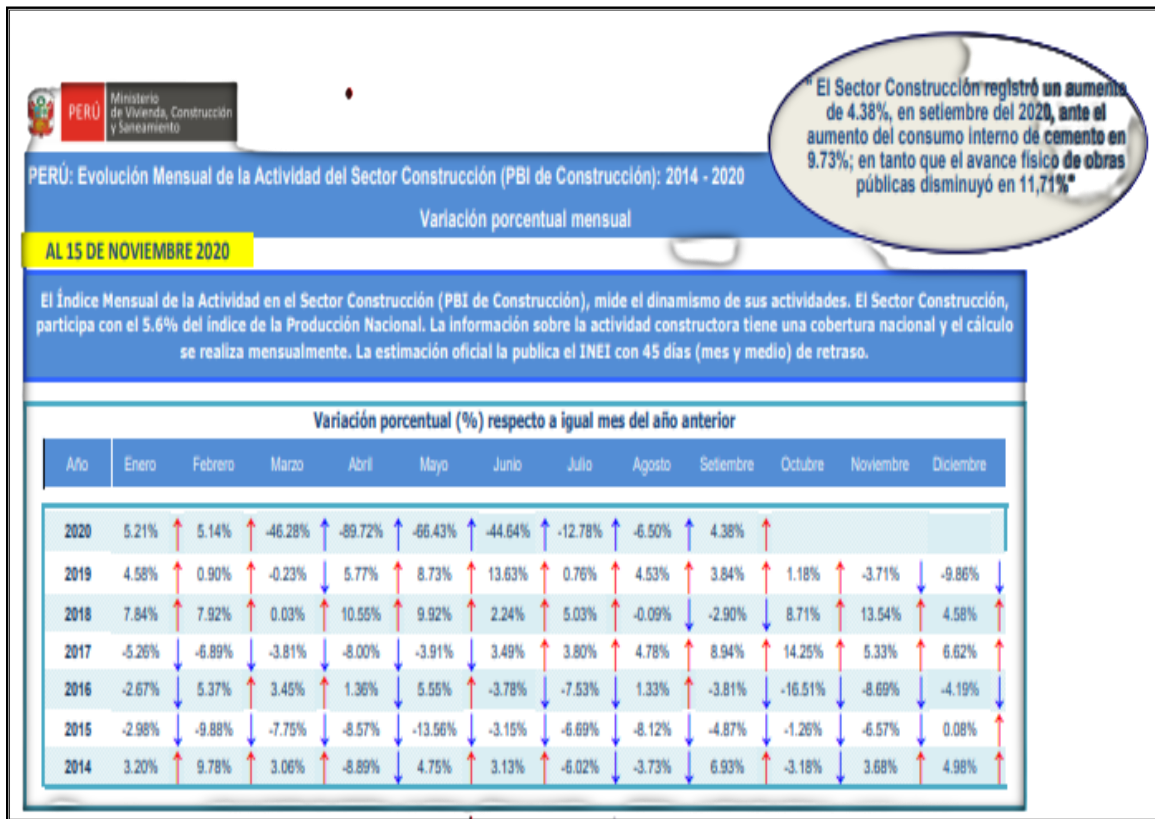 PERÚ
Ministerio
de Vivienda, Construcción
y Saneamiento
" El Sector Construcción registró un aumento
de 4.38%, en setiembre del 2020, ante el
aumento del consumo interno de cemento en
9.73%; en tanto que el avance físico de obras
públicas disminuyó en 11,71%"
PERÚ: Evolución Mensual de la Actividad del Sector Construcción (PBI de Construcción): 2014 - 2020
Variación porcentual mensual
AL 15 DE NOVIEMBRE 2020
El Índice Mensual de la Actividad en el Sector Construcción (PBI de Construcción), mide el dinamismo de sus actividades. El Sector Construcción,
participa con el 5.6% del índice de la Producción Nacional. La información sobre la actividad constructora tiene una cobertura nacional y el cálculo
se realiza mensualmente. La estimación oficial la publica el INEI con 45 días (mes y medio) de retraso.
Variación porcentual (%) respecto a igual mes del año anterior
Año Enero Febrero Marzo Abril Mayo Junio Julio Agosto Setiembre Octubre Noviembre Diciembre
2020 5.21% ↑ 5.14% ↑ -46.28% ↑ -89.72% ↑ -66.43% ↑ -44.64% ↑ -12.78% ↑ -6.50% ↑ 4.38% ↑
2019 4.58% ↑ 0.90% ↑ -0.23% ↓ 5.77% ↑ 8.73% ↑ 13.63% ↑ 0.76% ↑ 4.53% ↑ 3.84% ↑ 1.18% ↑ -3.71% ↓ -9.86% ↓
2018 7.84% ↑ 7.92% ↑ 0.03% ↑ 10.55% ↑ 9.92% ↑ 2.24% ↑ 5.03% ↑ -0.09% ↓ -2.90% ↓ 8.71% ↑ 13.54% ↑ 4.58% ↑
2017 -5.26% ↓ -6.89% ↓ -3.81% ↓ -8.00% ↓ -3.91% ↓ 3.49% ↑ 3.80% ↑ 4.78% ↑ 8.94% ↑ 14.25% ↑ 5.33% ↑ 6.62% ↑
2016 -2.67% ↓ 5.37% ↑ 3.45% ↑ 1.36% ↑ 5.55% ↑ -3.78% ↓ -7.53% ↓ 1.33% ↑ -3.81% ↓ -16.51% ↓ -8.69% ↓ -4.19% ↓
2015 -2.98% ↓ -9.88% ↓ -7.75% ↓ -8.57% ↓ -13.56% ↓ -3.15% ↓ -6.69% ↓ -8.12% ↓ -4.87% ↓ -1.26% ↓ -6.57% ↓ 0.08% ↑
2014 3.20% ↑ 9.78% ↑ 3.06% ↑ -8.89% ↓ 4.75% ↑ 3.13% ↑ -6.02% ↓ -3.73% ↓ 6.93% ↑ -3.18% ↓ 3.68% ↑ 4.98% ↑